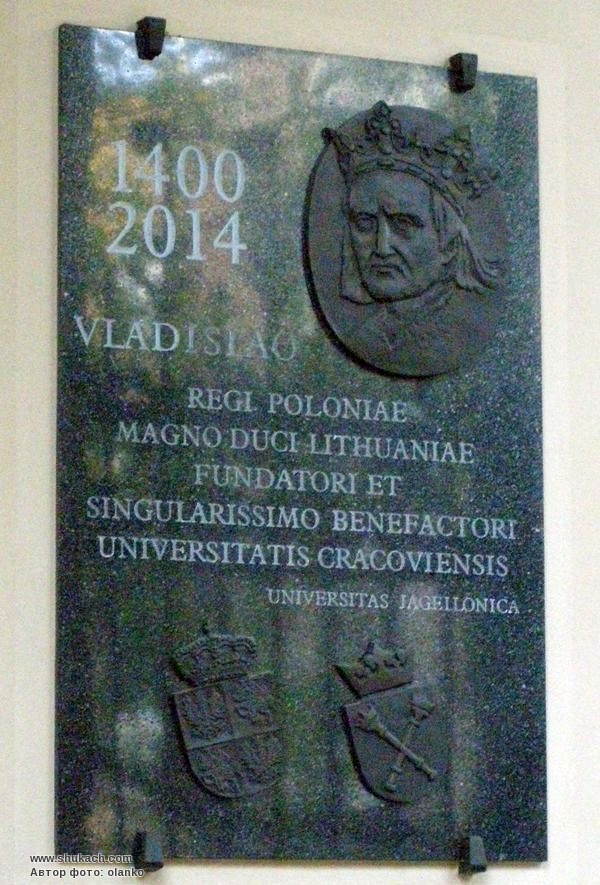 1400
2014
VLADISLAO
REGI POLONIAE
MAGNO DUCI LITHUANIAE
FUNDATORI ET
SINGULARISSIMO BENEFACTORI
UNIVERSITATIS CRACOVIENSIS
UNIVERSITAS JAGELLONICA
www.shukach.com
Автор фото: olanko